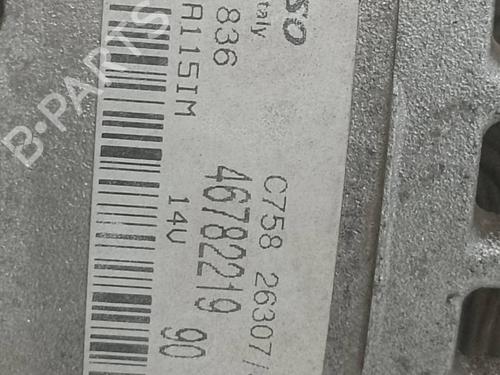 SO
taly
836
A115IM
C758 26307/
46782219 90
14V
B-PARTS